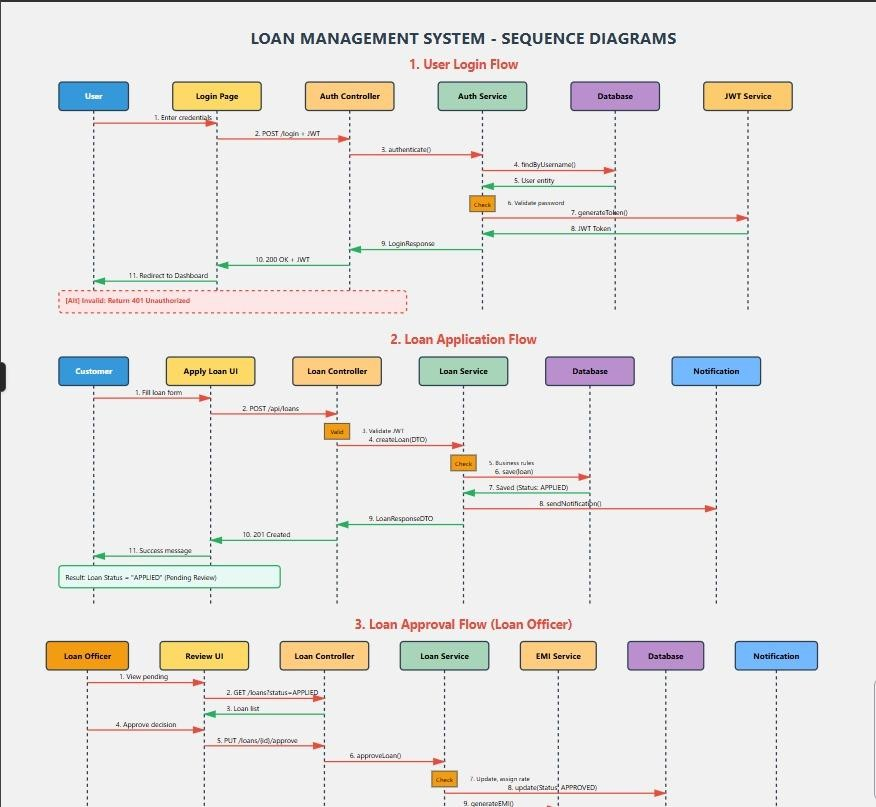 LOAN MANAGEMENT SYSTEM - SEQUENCE DIAGRAMS
1. User Login Flow
User Login Page Auth Controller Auth Service Database JWT Service
1. Enter credentials
2. POST /login + JWT
3. authenticate()
4. findByUsername()
5. User entity
Check 6. Validate password
7. generateToken()
8. JWT Token
9. LoginResponse
10. 200 OK + JWT
11. Redirect to Dashboard
[Alt] Invalid: Return 401 Unauthorized
2. Loan Application Flow
Customer Apply Loan UI Loan Controller Loan Service Database Notification
1. Fill loan form
2. POST /api/loans
Valid 3. Validate JWT
4. createLoan(DTO)
Check 5. Business rules
6. save(loan)
7. Saved (Status: APPLIED)
8. sendNotification()
9. LoanResponseDTO
10. 201 Created
11. Success message
Result: Loan Status = "APPLIED" (Pending Review)
3. Loan Approval Flow (Loan Officer)
Loan Officer Review UI Loan Controller Loan Service EMI Service Database Notification
1. View pending
2. GET /loans?status=APPLIED
3. Loan list
4. Approve decision
5. PUT /loans/{id}/approve
6. approveLoan()
Check 7. Update, assign rate
8. update(Status: APPROVED)
9. generateEMI()